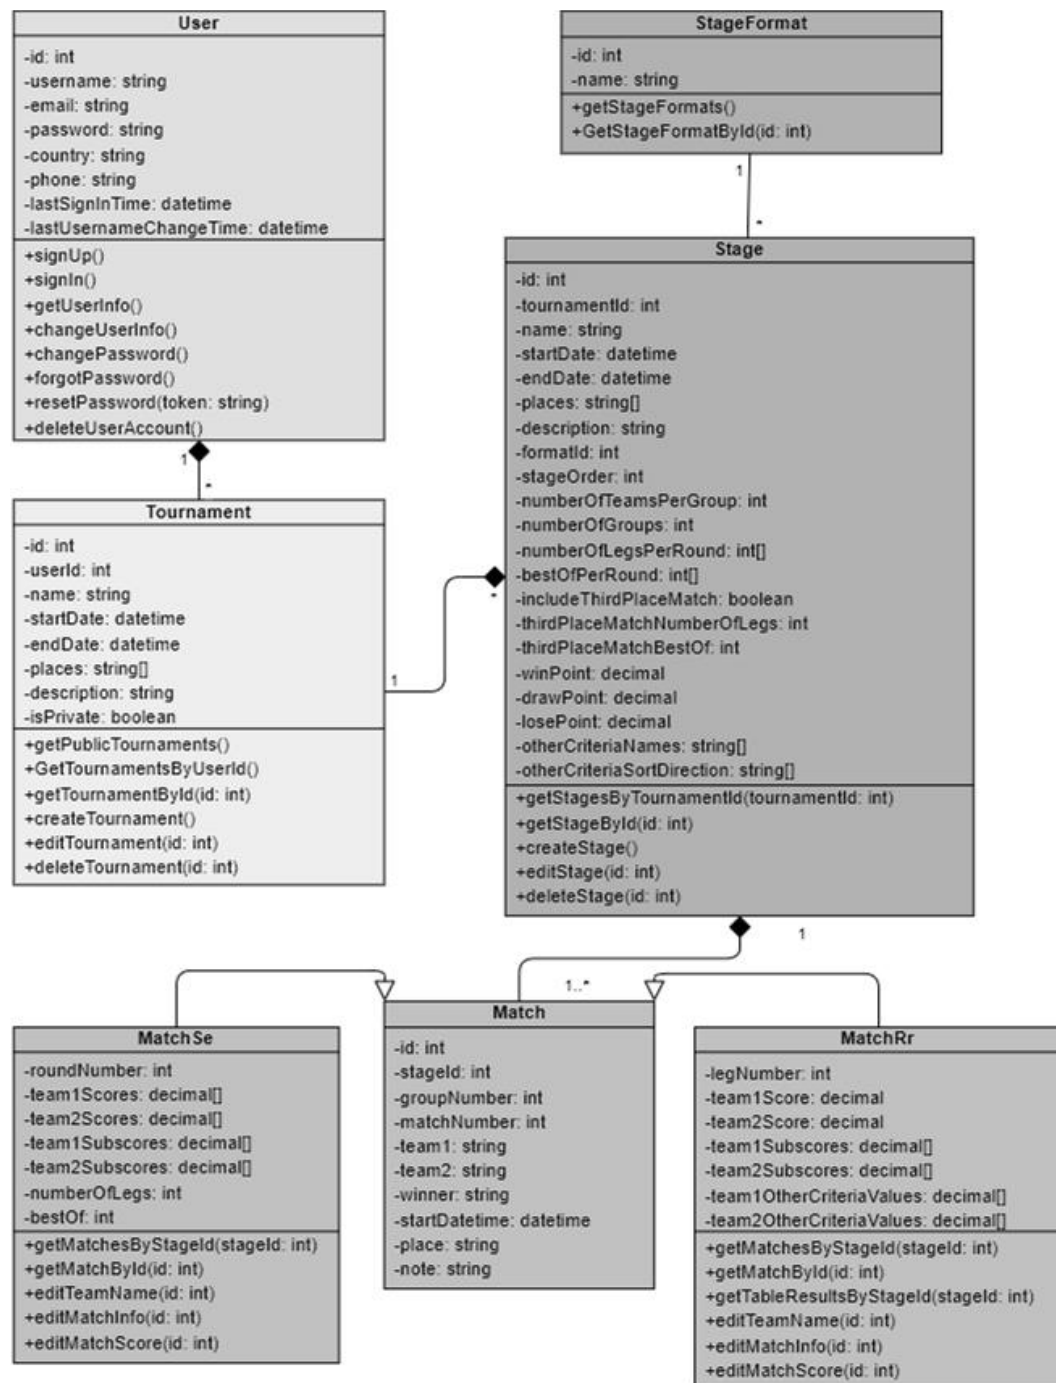 User
-id: int
-username: string
-email: string
-password: string
-country: string
-phone: string
-lastSignInTime: datetime
-lastUsernameChangeTime: datetime
+signUp()
+signIn()
+getUserInfo()
+changeUserInfo()
+changePassword()
+forgotPassword()
+resetPassword(token: string)
+deleteUserAccount()
1
*
StageFormat
-id: int
-name: string
+getStageFormats()
+GetStageFormatById(id: int)
1
*
Tournament
-id: int
-userId: int
-name: string
-startDate: datetime
-endDate: datetime
-places: string[]
-description: string
-isPrivate: boolean
+getPublicTournaments()
+GetTournamentsByUserId()
+getTournamentById(id: int)
+createTournament()
+editTournament(id: int)
+deleteTournament(id: int)
1
*
Stage
-id: int
-tournamentId: int
-name: string
-startDate: datetime
-endDate: datetime
-places: string[]
-description: string
-formatId: int
-stageOrder: int
-numberOfTeamsPerGroup: int
-numberOfGroups: int
-numberOfLegsPerRound: int[]
-bestOfPerRound: int[]
-includeThirdPlaceMatch: boolean
-thirdPlaceMatchNumberOfLegs: int
-thirdPlaceMatchBestOf: int
-winPoint: decimal
-drawPoint: decimal
-losePoint: decimal
-otherCriteriaNames: string[]
-otherCriteriaSortDirection: string[]
+getStagesByTournamentId(tournamentId: int)
+getStageById(id: int)
+createStage()
+editStage(id: int)
+deleteStage(id: int)
1
1..*
MatchSe
-roundNumber: int
-team1Scores: decimal[]
-team2Scores: decimal[]
-team1Subscores: decimal[]
-team2Subscores: decimal[]
-numberOfLegs: int
-bestOf: int
+getMatchesByStageId(stageId: int)
+getMatchById(id: int)
+editTeamName(id: int)
+editMatchInfo(id: int)
+editMatchScore(id: int)
Match
-id: int
-stageId: int
-groupNumber: int
-matchNumber: int
-team1: string
-team2: string
-winner: string
-startDatetime: datetime
-place: string
-note: string
MatchRr
-legNumber: int
-team1Score: decimal
-team2Score: decimal
-team1Subscores: decimal[]
-team2Subscores: decimal[]
-team1OtherCriteriaValues: decimal[]
-team2OtherCriteriaValues: decimal[]
+getMatchesByStageId(stageId: int)
+getMatchById(id: int)
+getTableResultsByStageId(stageId: int)
+editTeamName(id: int)
+editMatchInfo(id: int)
+editMatchScore(id: int)